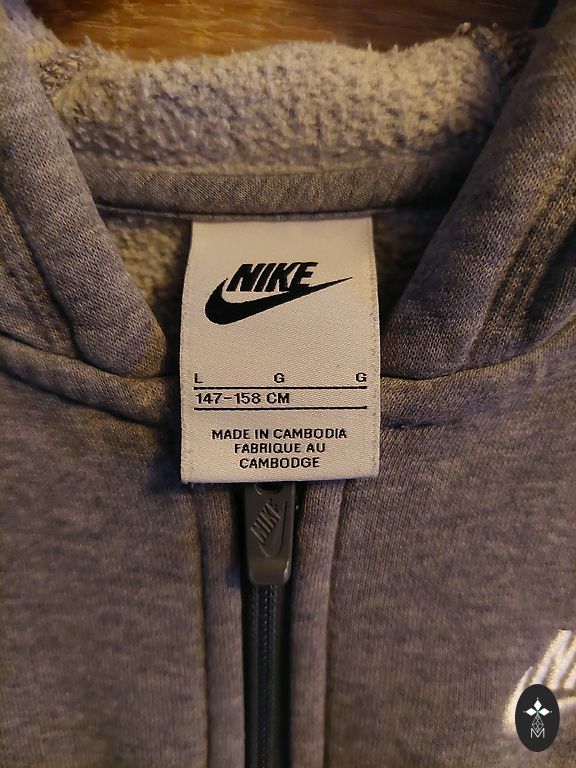 NIKE
L G G
147-158 CM
MADE IN CAMBODIA
FABRIQUE AU
CAMBODGE
NIKE
M